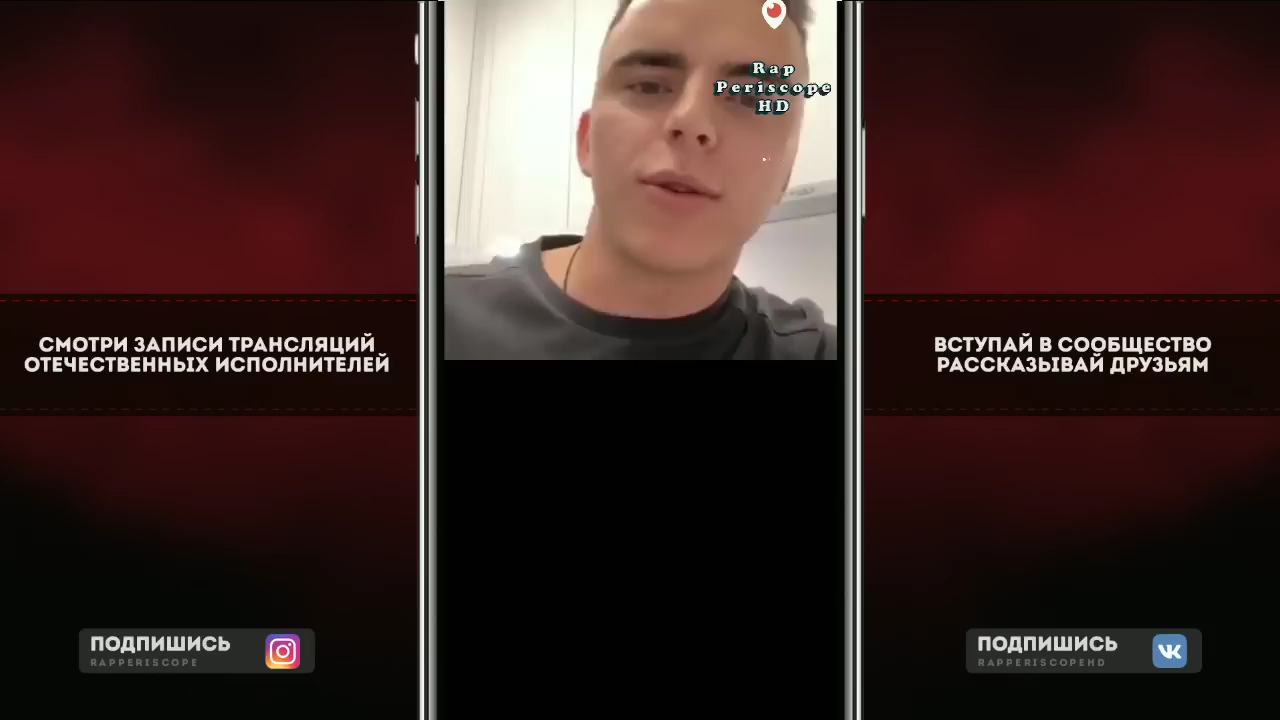 Rap
Periscope
HD
СМОТРИ ЗАПИСИ ТРАНСЛЯЦИЙ
ОТЕЧЕСТВЕННЫХ ИСПОЛНИТЕЛЕЙ
ВСТУПАЙ В СООБЩЕСТВО
РАССКАЗЫВАЙ ДРУЗЬЯМ
ПОДПИШИСЬ
RAPPERISCOPE
ПОДПИШИСЬ
RAPPERISCOPEHD